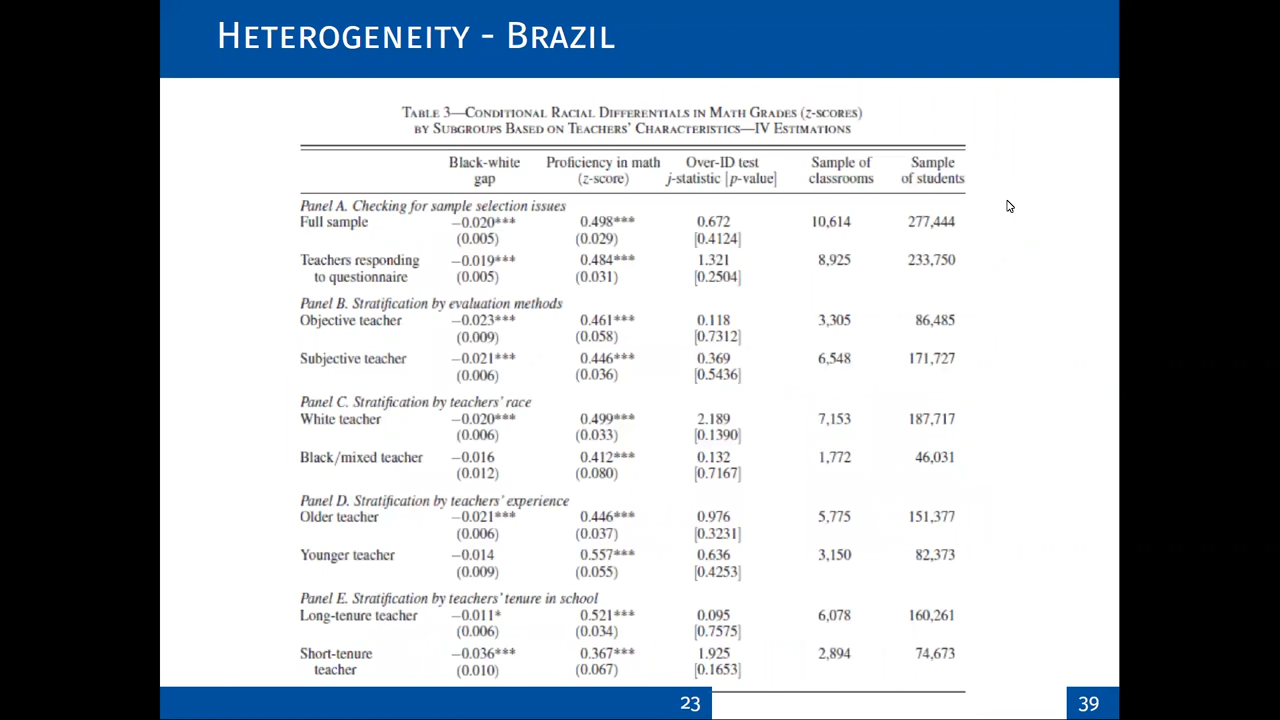 Heterogeneity - Brazil
Table 3—Conditional Racial Differentials in Math Grades (z-scores)
by Subgroups Based on Teachers' Characteristics—IV Estimations
Black-white gap Proficiency in math (z-score) Over-ID test j-statistic [p-value] Sample of classrooms Sample of students
Panel A. Checking for sample selection issues
Full sample −0.020*** 0.498*** 0.672 10,614 277,444
(0.005) (0.029) [0.4124]
Teachers responding −0.019*** 0.484*** 1.321 8,925 233,750
to questionnaire (0.005) (0.031) [0.2504]
Panel B. Stratification by evaluation methods
Objective teacher −0.023*** 0.461*** 0.118 3,305 86,485
(0.009) (0.058) [0.7312]
Subjective teacher −0.021*** 0.446*** 0.369 6,548 171,727
(0.006) (0.036) [0.5436]
Panel C. Stratification by teachers' race
White teacher −0.020*** 0.499*** 2.189 7,153 187,717
(0.006) (0.033) [0.1390]
Black/mixed teacher −0.016 0.412*** 0.132 1,772 46,031
(0.012) (0.080) [0.7167]
Panel D. Stratification by teachers' experience
Older teacher −0.021*** 0.446*** 0.976 5,775 151,377
(0.006) (0.037) [0.3231]
Younger teacher −0.014 0.557*** 0.636 3,150 82,373
(0.009) (0.055) [0.4253]
Panel E. Stratification by teachers' tenure in school
Long-tenure teacher −0.011* 0.521*** 0.095 6,078 160,261
(0.006) (0.034) [0.7575]
Short-tenure −0.036*** 0.367*** 1.925 2,894 74,673
teacher (0.010) (0.067) [0.1653]
23 39